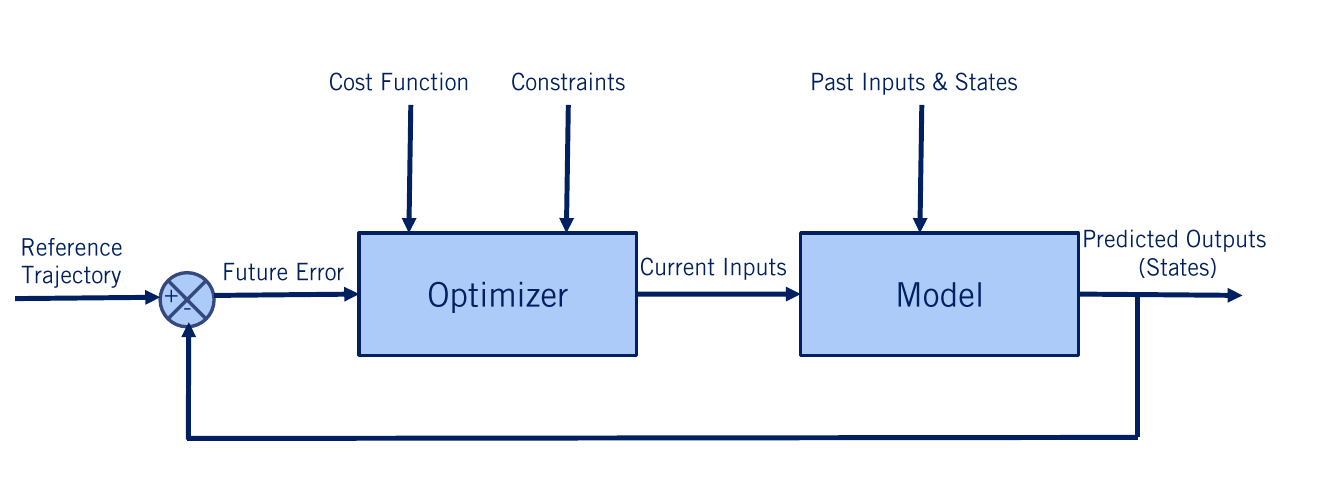 Cost Function
Constraints
Past Inputs & States
Reference
Trajectory
+
-
Future Error
Optimizer
Current Inputs
Model
Predicted Outputs
(States)